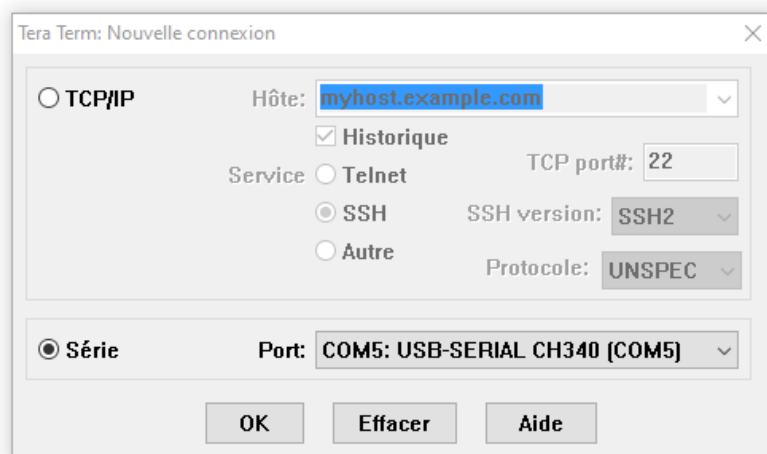 Tera Term: Nouvelle connexion
TCP/IP
Hôte: myhost.example.com
Historique
Service Telnet
TCP port#: 22
SSH
SSH version: SSH2
Autre
Protocole: UNSPEC
Série
Port: COM5: USB-SERIAL CH340 (COM5)
OK
Effacer
Aide